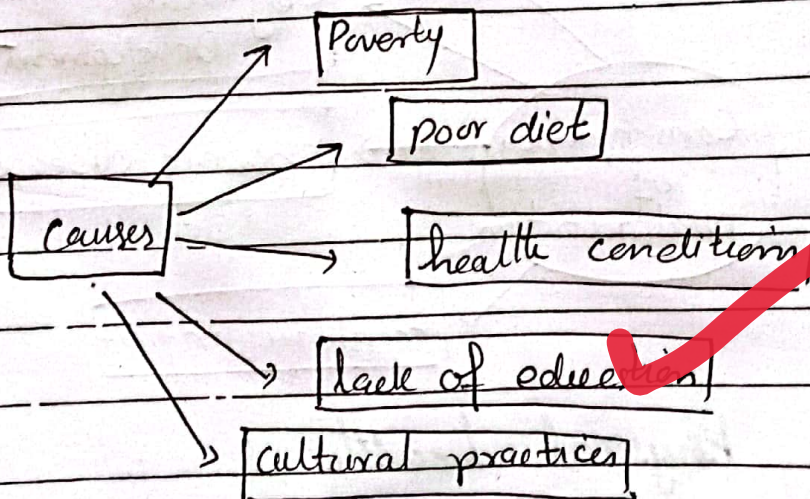 Poverty
poor diet
causes
health condition
lack of education
cultural practices